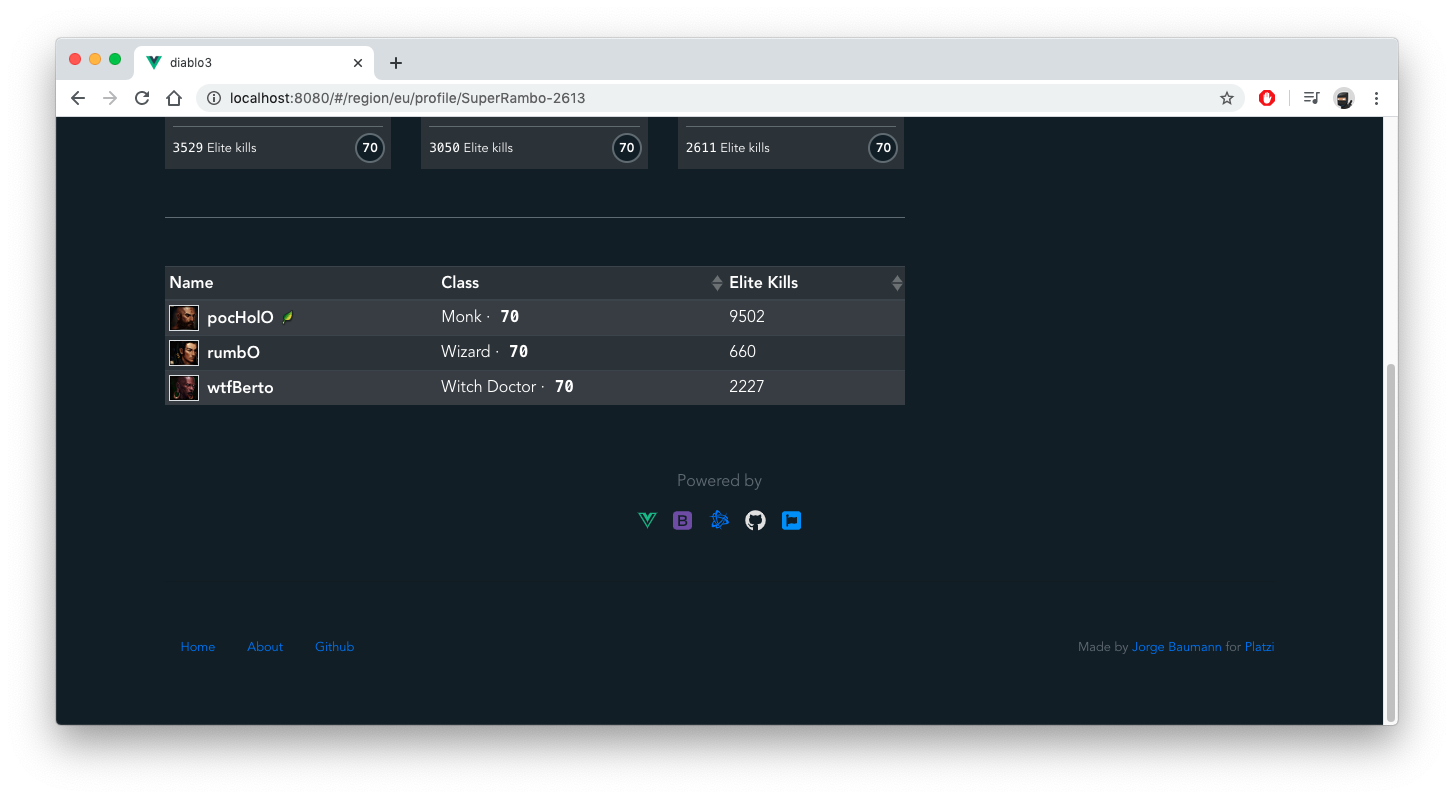 diablo3
localhost:8080/#/region/eu/profile/SuperRambo-2613
3529 Elite kills 70 3050 Elite kills 70 2611 Elite kills 70
Name Class Elite Kills
pocHolO Monk · 70 9502
rumbO Wizard · 70 660
wtfBerto Witch Doctor · 70 2227
Powered by
B
Home About Github Made by Jorge Baumann for Platzi